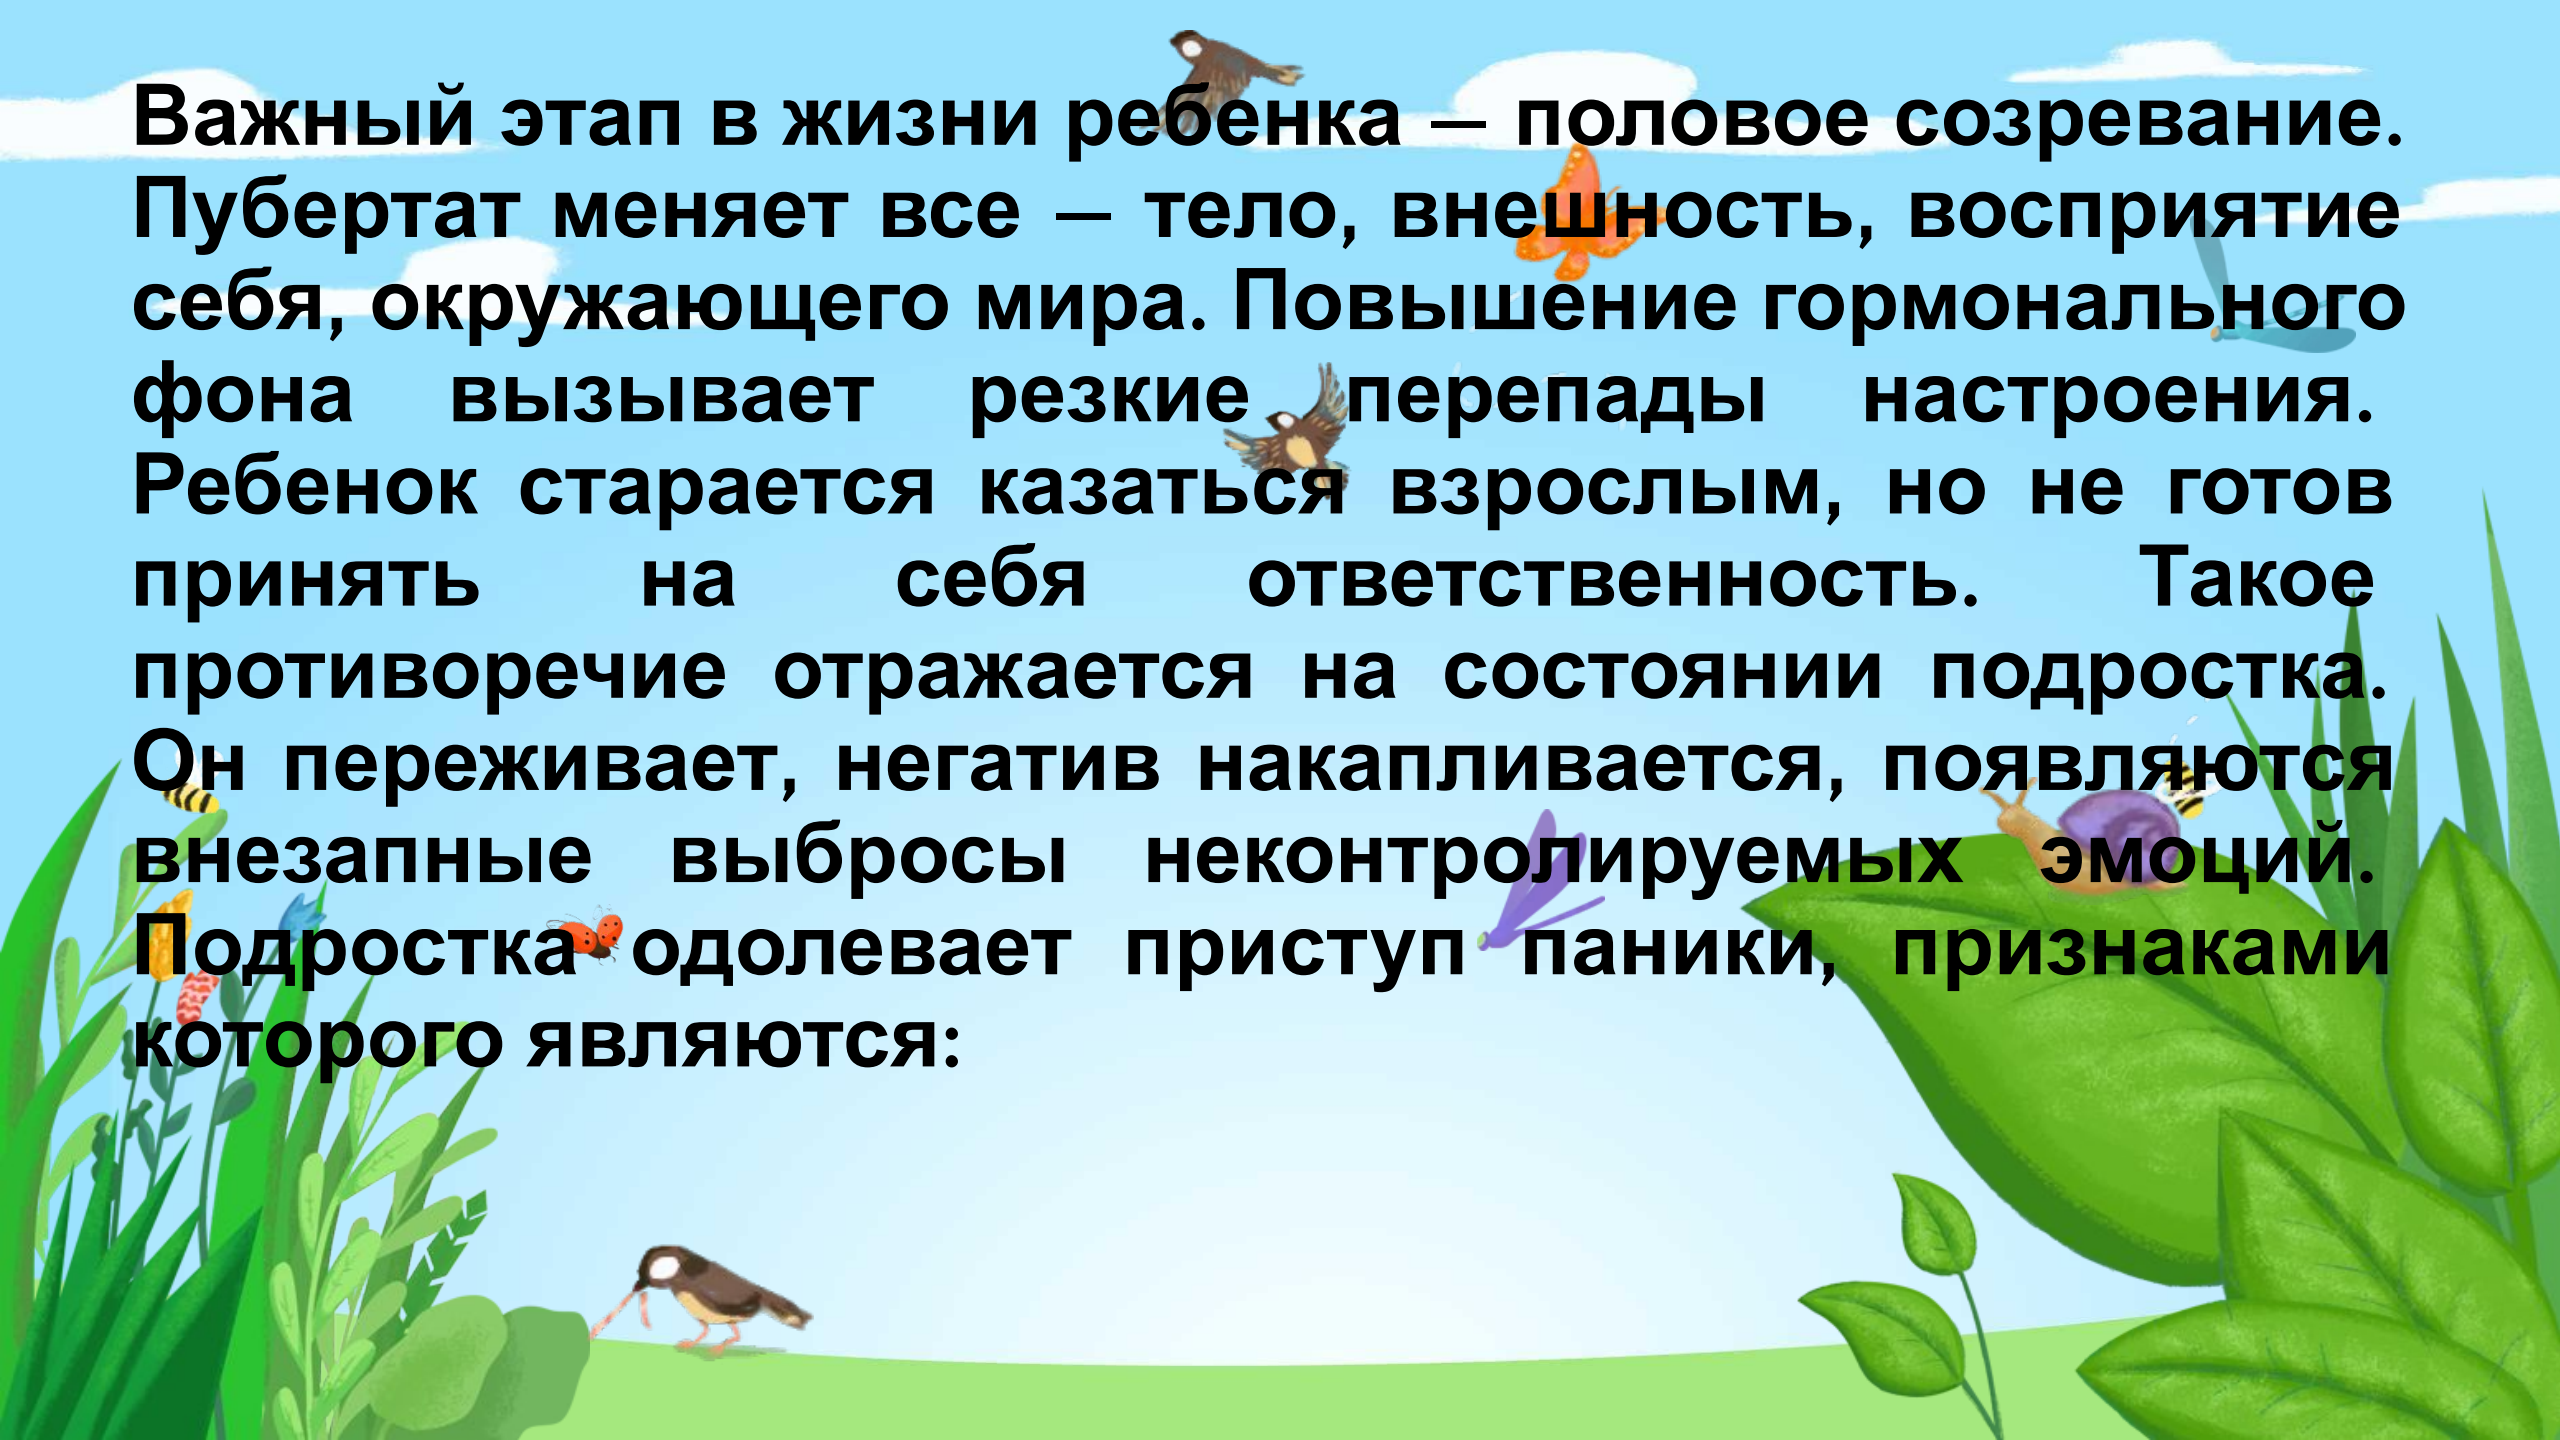 Важный этап в жизни ребенка – половое созревание.
Пубертат меняет все – тело, внешность, восприятие
себя, окружающего мира. Повышение гормонального
фона вызывает резкие перепады настроения.
Ребенок старается казаться взрослым, но не готов
принять на себя ответственность. Такое
противоречие отражается на состоянии подростка.
Он переживает, негатив накапливается, появляются
внезапные выбросы неконтролируемых эмоций.
Подростка одолевает приступ паники, признаками
которого являются: